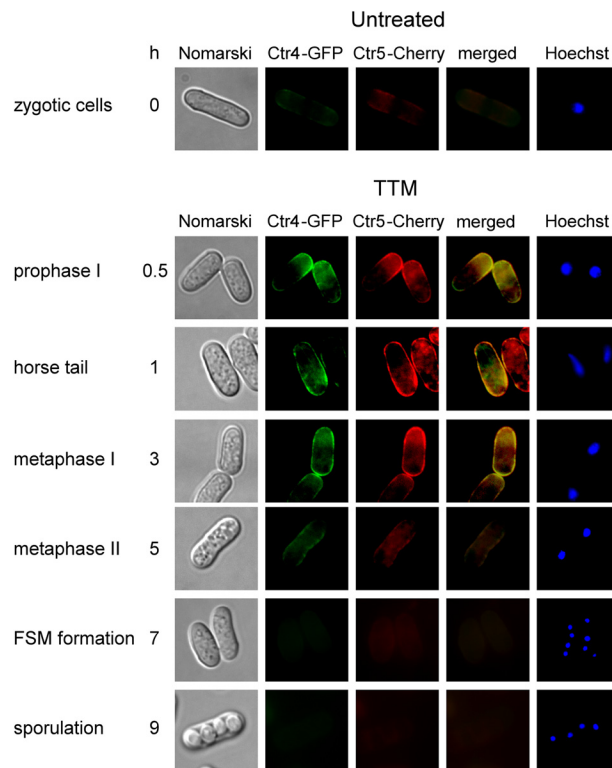 Untreated
h Nomarski Ctr4-GFP Ctr5-Cherry merged Hoechst
zygotic cells 0
TTM
Nomarski Ctr4-GFP Ctr5-Cherry merged Hoechst
prophase I 0.5
horse tail 1
metaphase I 3
metaphase II 5
FSM formation 7
sporulation 9